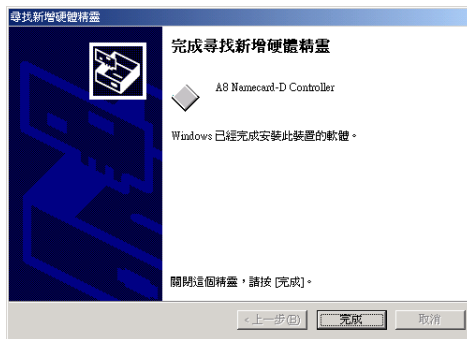 尋找新增硬體精靈
完成尋找新增硬體精靈
A8 Namecard-D Controller
Windows 已經完成安裝此裝置的軟體。
關閉這個精靈，請按 [完成]。
<上一步(B) 完成 取消